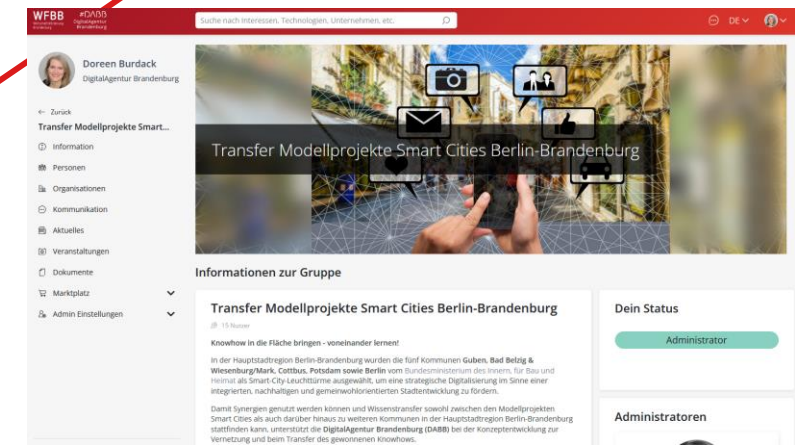 WFBB
#DABB
DigitalAgentur
Brandenburg
Suche nach Interessen, Technologien, Unternehmen, etc.
DE
Doreen Burdack
DigitalAgentur Brandenburg
← Zurück
Transfer Modellprojekte Smart...
Information
Personen
Organisationen
Kommunikation
Aktuelles
Veranstaltungen
Dokumente
Marktplatz
Admin Einstellungen
Transfer Modellprojekte Smart Cities Berlin-Brandenburg
Informationen zur Gruppe
Transfer Modellprojekte Smart Cities Berlin-Brandenburg
15 Nutzer
Knowhow in die Fläche bringen - voneinander lernen!
In der Hauptstadtregion Berlin-Brandenburg wurden die fünf Kommunen Guben, Bad Belzig &
Wiesenburg/Mark, Cottbus, Potsdam sowie Berlin vom Bundesministerium des Innern, für Bau und
Heimat als Smart-City-Leuchttürme ausgewählt, um eine strategische Digitalisierung im Sinne einer
integrierten, nachhaltigen und gemeinwohlorientierten Stadtentwicklung zu fördern.
Damit Synergien genutzt werden können und Wissenstransfer sowohl zwischen den Modellprojekten
Smart Cities als auch darüber hinaus zu weiteren Kommunen in der Hauptstadtregion Berlin-Brandenburg
stattfinden kann, unterstützt die DigitalAgentur Brandenburg (DABB) bei der Konzeptentwicklung zur
Vernetzung und beim Transfer des gewonnenen Knowhows.
Dein Status
Administrator
Administratoren